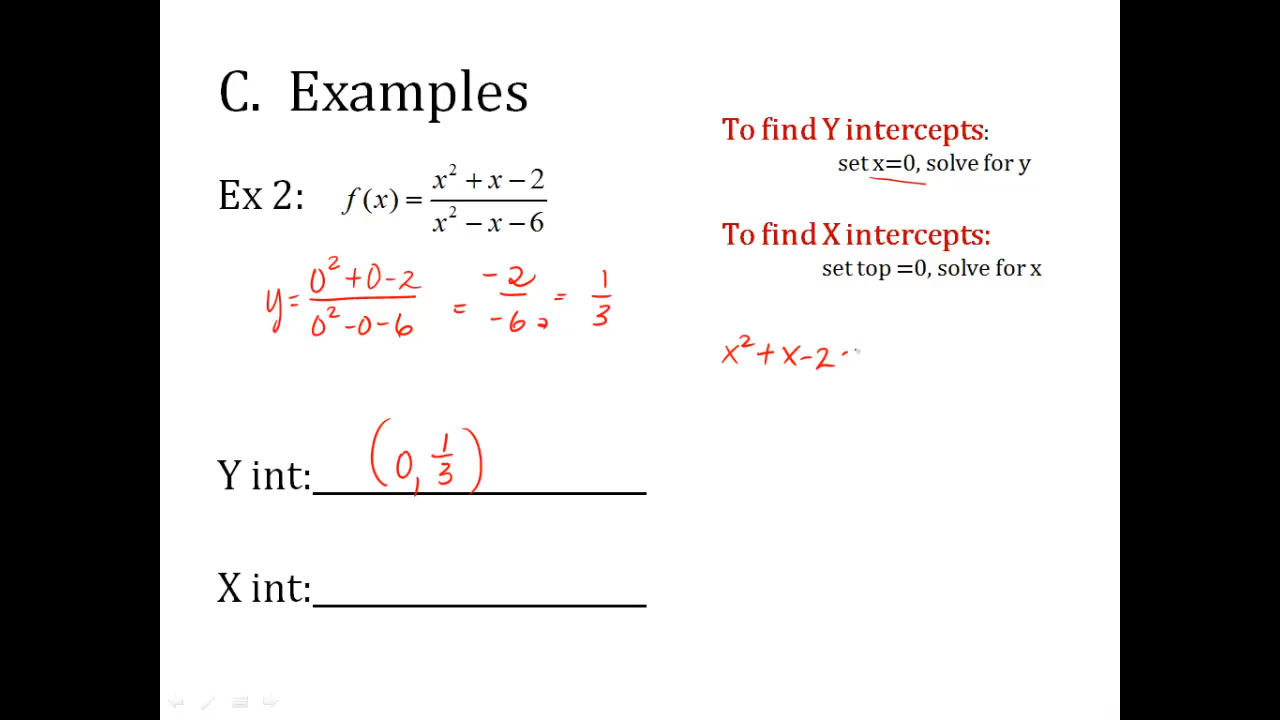 C. Examples
Ex 2: f(x) = (x² + x − 2)/(x² − x − 6)
y = (0² + 0 - 2)/(0² - 0 - 6) = -2/-6 = 1/3
Y int: (0, 1/3)
X int:
To find Y intercepts:
set x=0, solve for y
To find X intercepts:
set top =0, solve for x
x² + x - 2